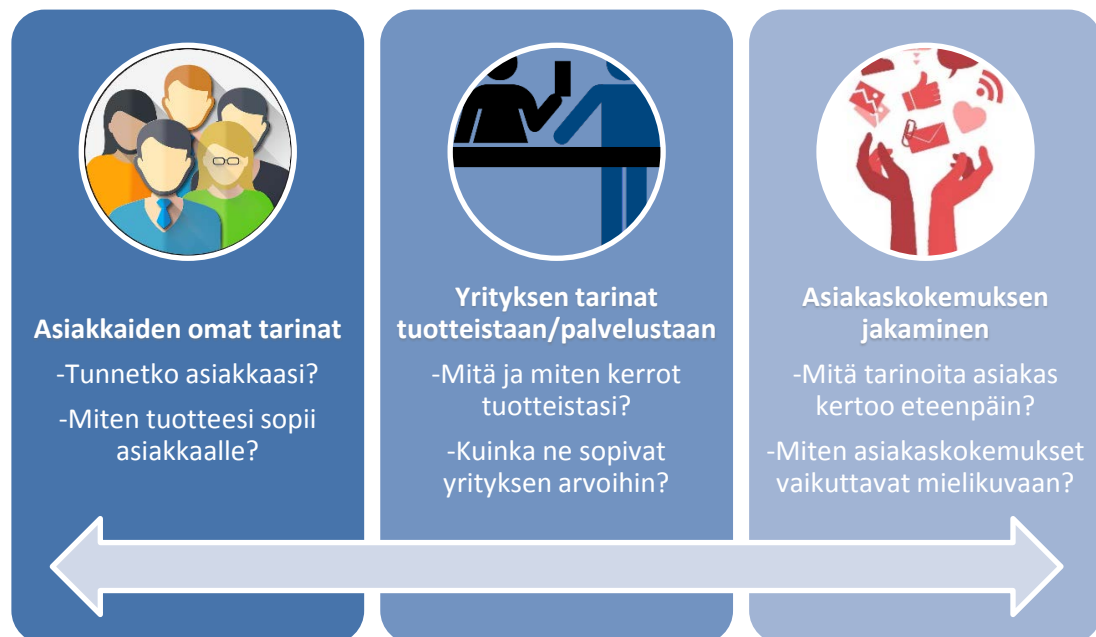 Asiakkaiden omat tarinat
-Tunnetko asiakkaasi?
-Miten tuotteesi sopii
asiakkaalle?
Yrityksen tarinat
tuotteistaan/palvelustaan
-Mitä ja miten kerrot
tuotteistasi?
-Kuinka ne sopivat
yrityksen arvoihin?
Asiakaskokemuksen
jakaminen
-Mitä tarinoita asiakas
kertoo eteenpäin?
-Miten asiakaskokemukset
vaikuttavat mielikuvaan?